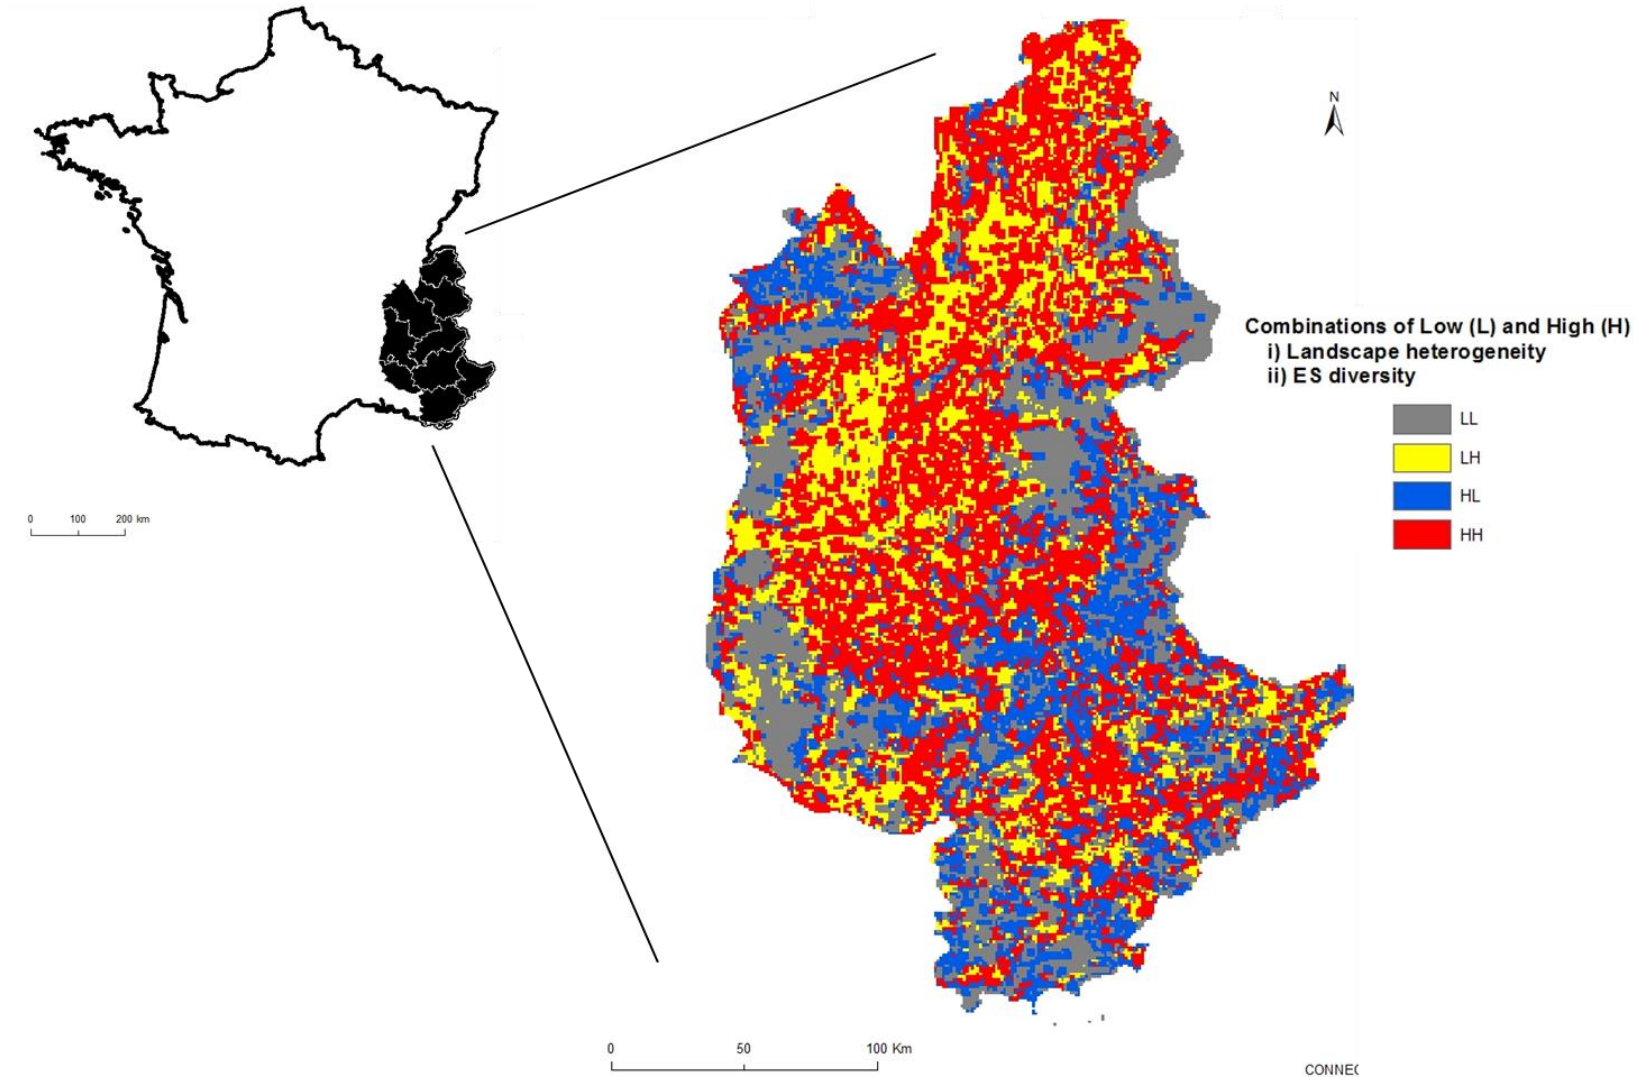 N
Combinations of Low (L) and High (H)
i) Landscape heterogeneity
ii) ES diversity
LL
LH
HL
HH
0 100 200 km
0 50 100 Km
CONNEC